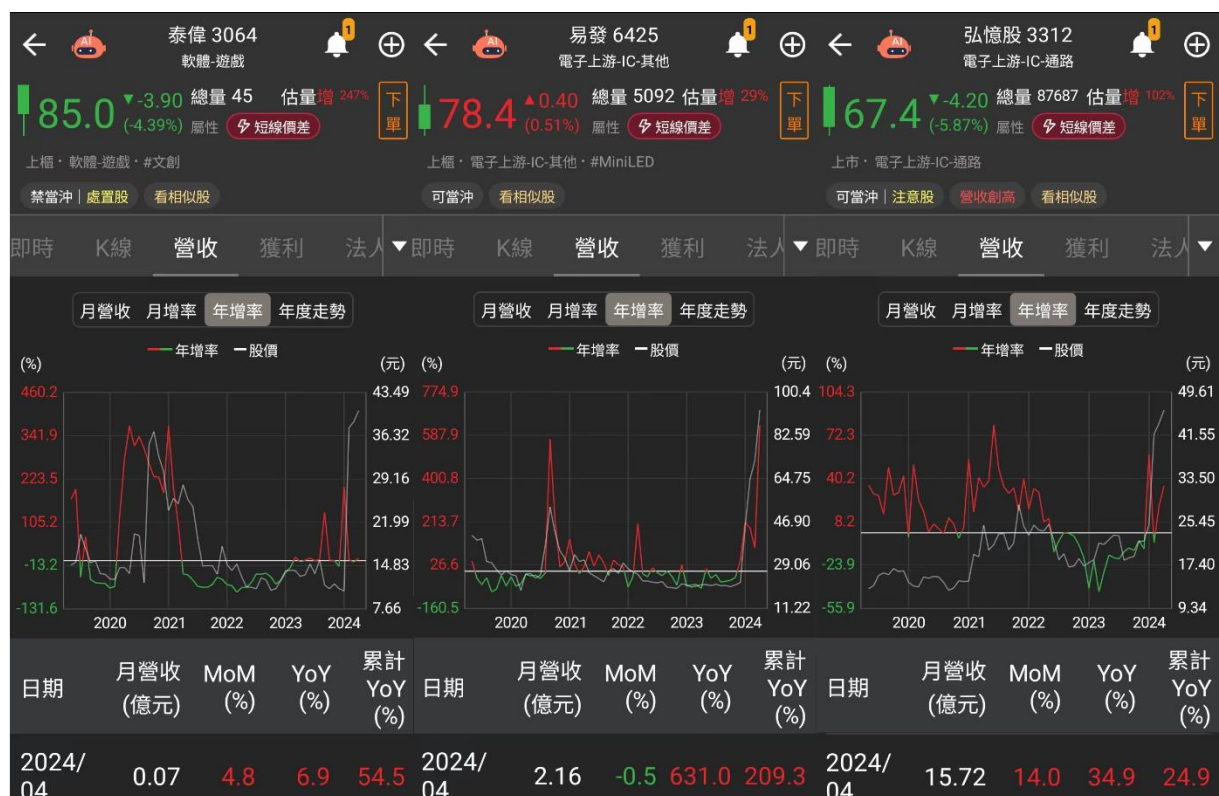 泰偉 3064
軟體-遊戲
1
85.0 ▼-3.90 總量 45 估量增 247%
(-4.39%) 屬性 短線價差
下單
上櫃・軟體-遊戲・#文創
禁當沖|處置股 看相似股
即時 K線 營收 獲利 法人 ▼
月營收 月增率 年增率 年度走勢
年增率 股價
(%) (元)
460.2 43.49
341.9 36.32
223.5 29.16
105.2 21.99
-13.2 14.83
-131.6 7.66
2020 2021 2022 2023 2024
日期 月營收(億元) MoM(%) YoY(%) 累計YoY(%)
2024/04 0.07 4.8 6.9 54.5
易發 6425
電子上游-IC-其他
1
78.4 ▲0.40 總量 5092 估量增 29%
(0.51%) 屬性 短線價差
下單
上櫃・電子上游-IC-其他・#MiniLED
可當沖 看相似股
即時 K線 營收 獲利 法人 ▼
月營收 月增率 年增率 年度走勢
年增率 股價
(%) (元)
774.9 100.4
587.9 82.59
400.8 64.75
213.7 46.90
26.6 29.06
-160.5 11.22
2020 2021 2022 2023 2024
日期 月營收(億元) MoM(%) YoY(%) 累計YoY(%)
2024/04 2.16 -0.5 631.0 209.3
弘憶股 3312
電子上游-IC-通路
1
67.4 ▼-4.20 總量 87687 估量增 102%
(-5.87%) 屬性 短線價差
下單
上市・電子上游-IC-通路
可當沖|注意股 營收創高 看相似股
即時 K線 營收 獲利 法人 ▼
月營收 月增率 年增率 年度走勢
年增率 股價
(%) (元)
104.3 49.61
72.3 41.55
40.2 33.50
8.2 25.45
-23.9 17.40
-55.9 9.34
2020 2021 2022 2023 2024
日期 月營收(億元) MoM(%) YoY(%) 累計YoY(%)
2024/04 15.72 14.0 34.9 24.9